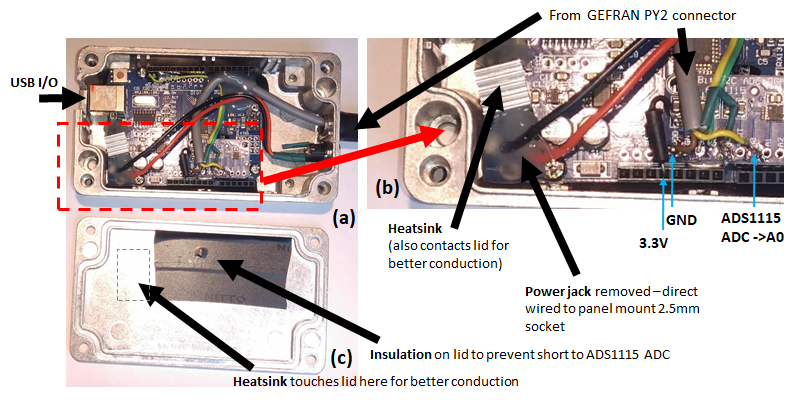 From GEFRAN PY2 connector
USB I/O
(a)
(b)
Heatsink
(also contacts lid for
better conduction)
GND
3.3V
ADS1115
ADC ->A0
Power jack removed – direct
wired to panel mount 2.5mm
socket
(c)
Insulation on lid to prevent short to ADS1115 ADC
Heatsink touches lid here for better conduction